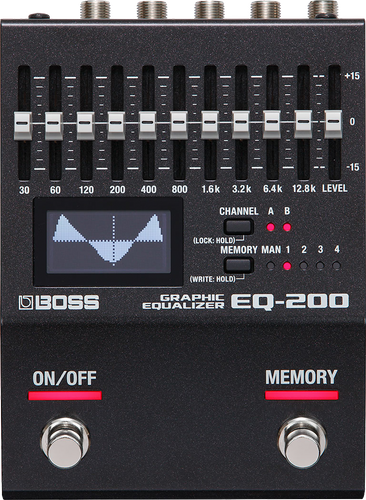 +15
0
-15
30 60 120 200 400 800 1.6k 3.2k 6.4k 12.8k LEVEL
CHANNEL A B
(LOCK: HOLD)
MEMORY MAN 1 2 3 4
(WRITE: HOLD)
BOSS GRAPHIC EQUALIZER EQ-200
ON/OFF MEMORY